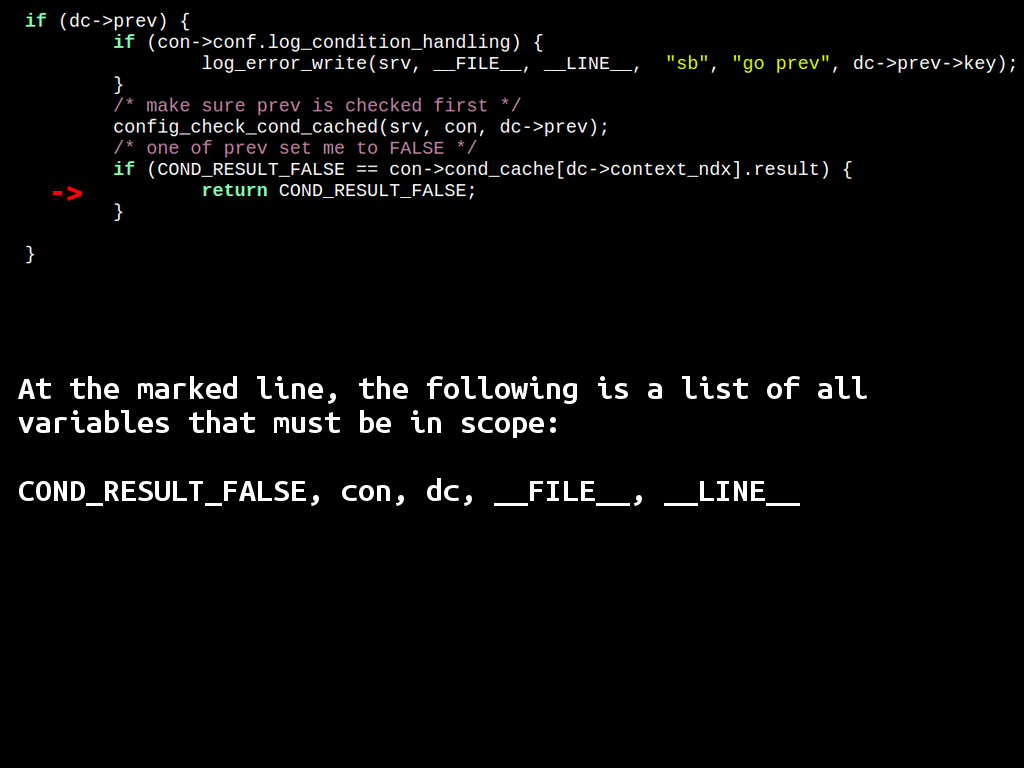 if (dc->prev) {
if (con->conf.log_condition_handling) {
log_error_write(srv, __FILE__, __LINE__,  "sb", "go prev", dc->prev->key);
}
/* make sure prev is checked first */
config_check_cond_cached(srv, con, dc->prev);
/* one of prev set me to FALSE */
if (COND_RESULT_FALSE == con->cond_cache[dc->context_ndx].result) {
-> return COND_RESULT_FALSE;
}
}
At the marked line, the following is a list of all
variables that must be in scope:
COND_RESULT_FALSE, con, dc, __FILE__, __LINE__